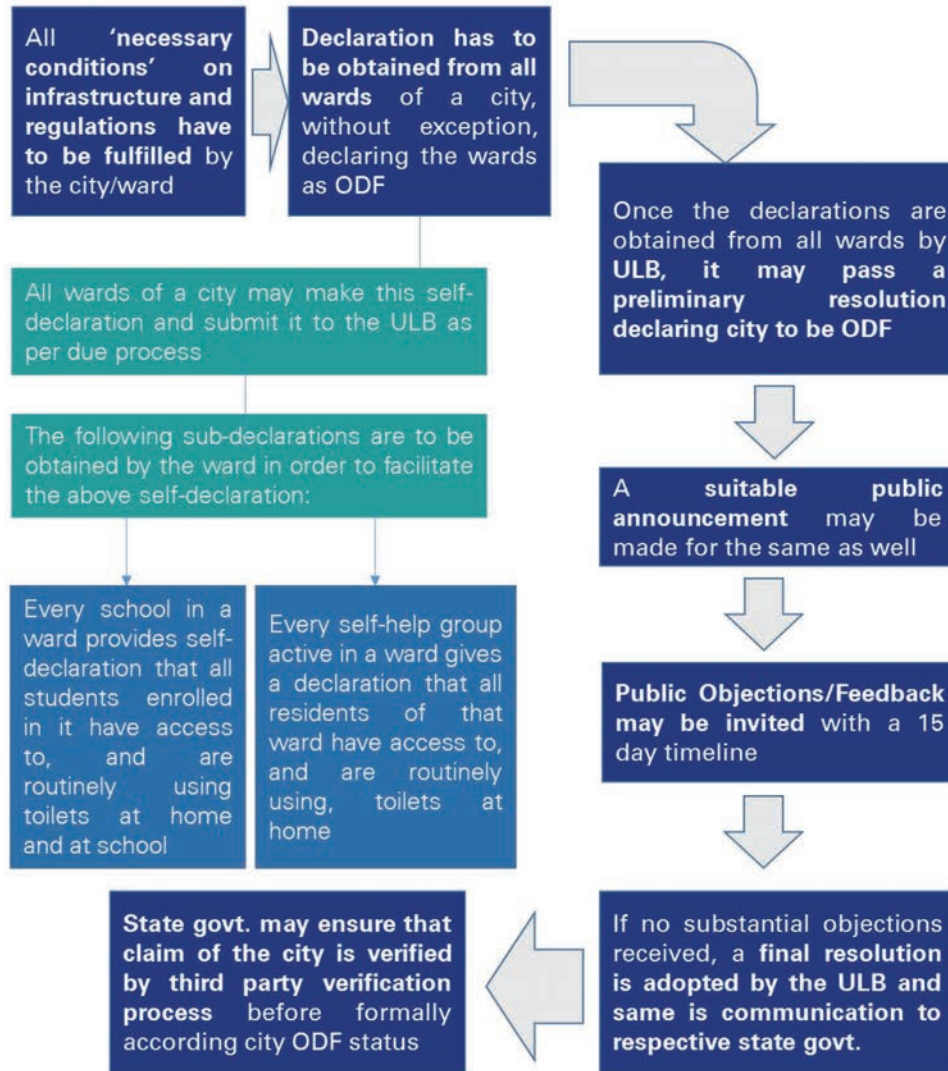 All 'necessary
conditions' on
infrastructure and
regulations have
to be fulfilled by
the city/ward
Declaration has to
be obtained from all
wards of a city,
without exception,
declaring the wards
as ODF
Once the declarations are
obtained from all wards by
ULB, it may pass a
preliminary resolution
declaring city to be ODF
All wards of a city may make this self-
declaration and submit it to the ULB as
per due process
The following sub-declarations are to be
obtained by the ward in order to facilitate
the above self-declaration:
A suitable public
announcement may be
made for the same as well
Every school in a
ward provides self-
declaration that all
students enrolled
in it have access
to, and are
routinely using
toilets at home
and at school
Every self-help group
active in a ward gives
a declaration that all
residents of that
ward have access to,
and are routinely
using, toilets at
home
Public Objections/Feedback
may be invited with a 15
day timeline
If no substantial objections
received, a final resolution
is adopted by the ULB and
same is communication to
respective state govt.
State govt. may ensure that
claim of the city is verified
by third party verification
process before formally
according city ODF status